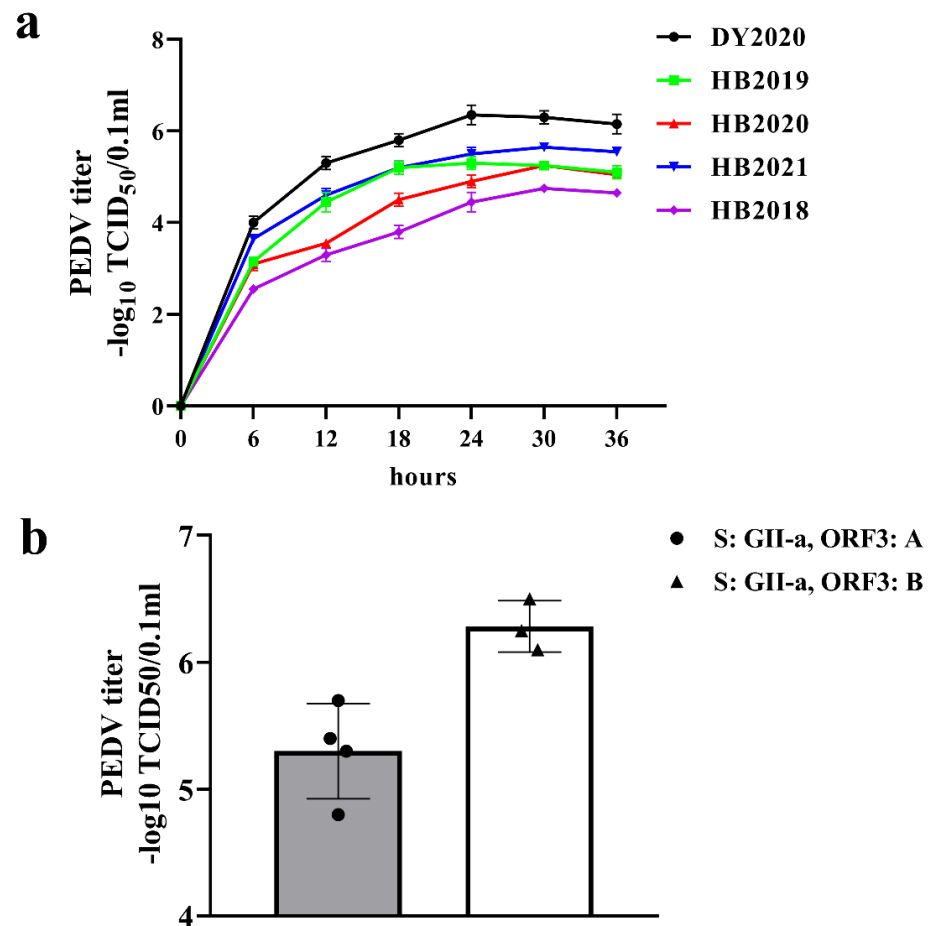 a
8
6
4
2
0
PEDV titer
-log10 TCID50/0.1ml
0 6 12 18 24 30 36
hours
DY2020
HB2019
HB2020
HB2021
HB2018
b
7
6
5
4
PEDV titer
-log10 TCID50/0.1ml
S: GII-a, ORF3: A
S: GII-a, ORF3: B